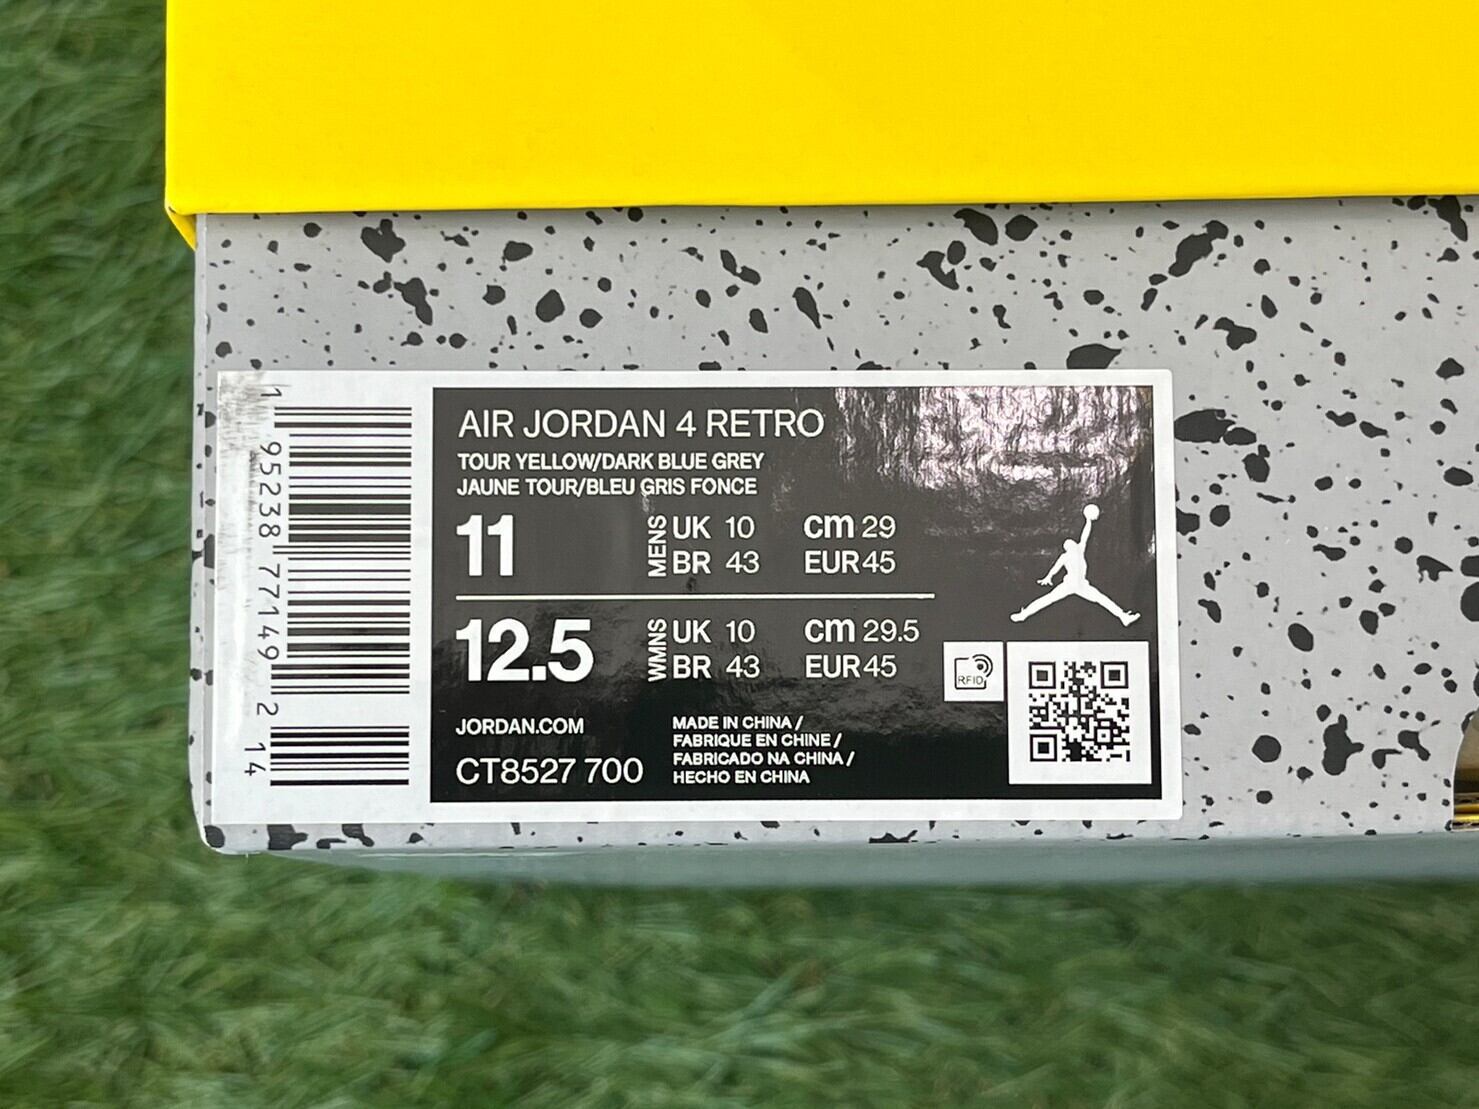 1 95238 77149 2 14
AIR JORDAN 4 RETRO
TOUR YELLOW/DARK BLUE GREY
JAUNE TOUR/BLEU GRIS FONCE
11 MENS UK 10 cm 29
BR 43 EUR 45
12.5 WMNS UK 10 cm 29.5
BR 43 EUR 45
RFID
JORDAN.COM
CT8527 700
MADE IN CHINA /
FABRIQUE EN CHINE /
FABRICADO NA CHINA /
HECHO EN CHINA